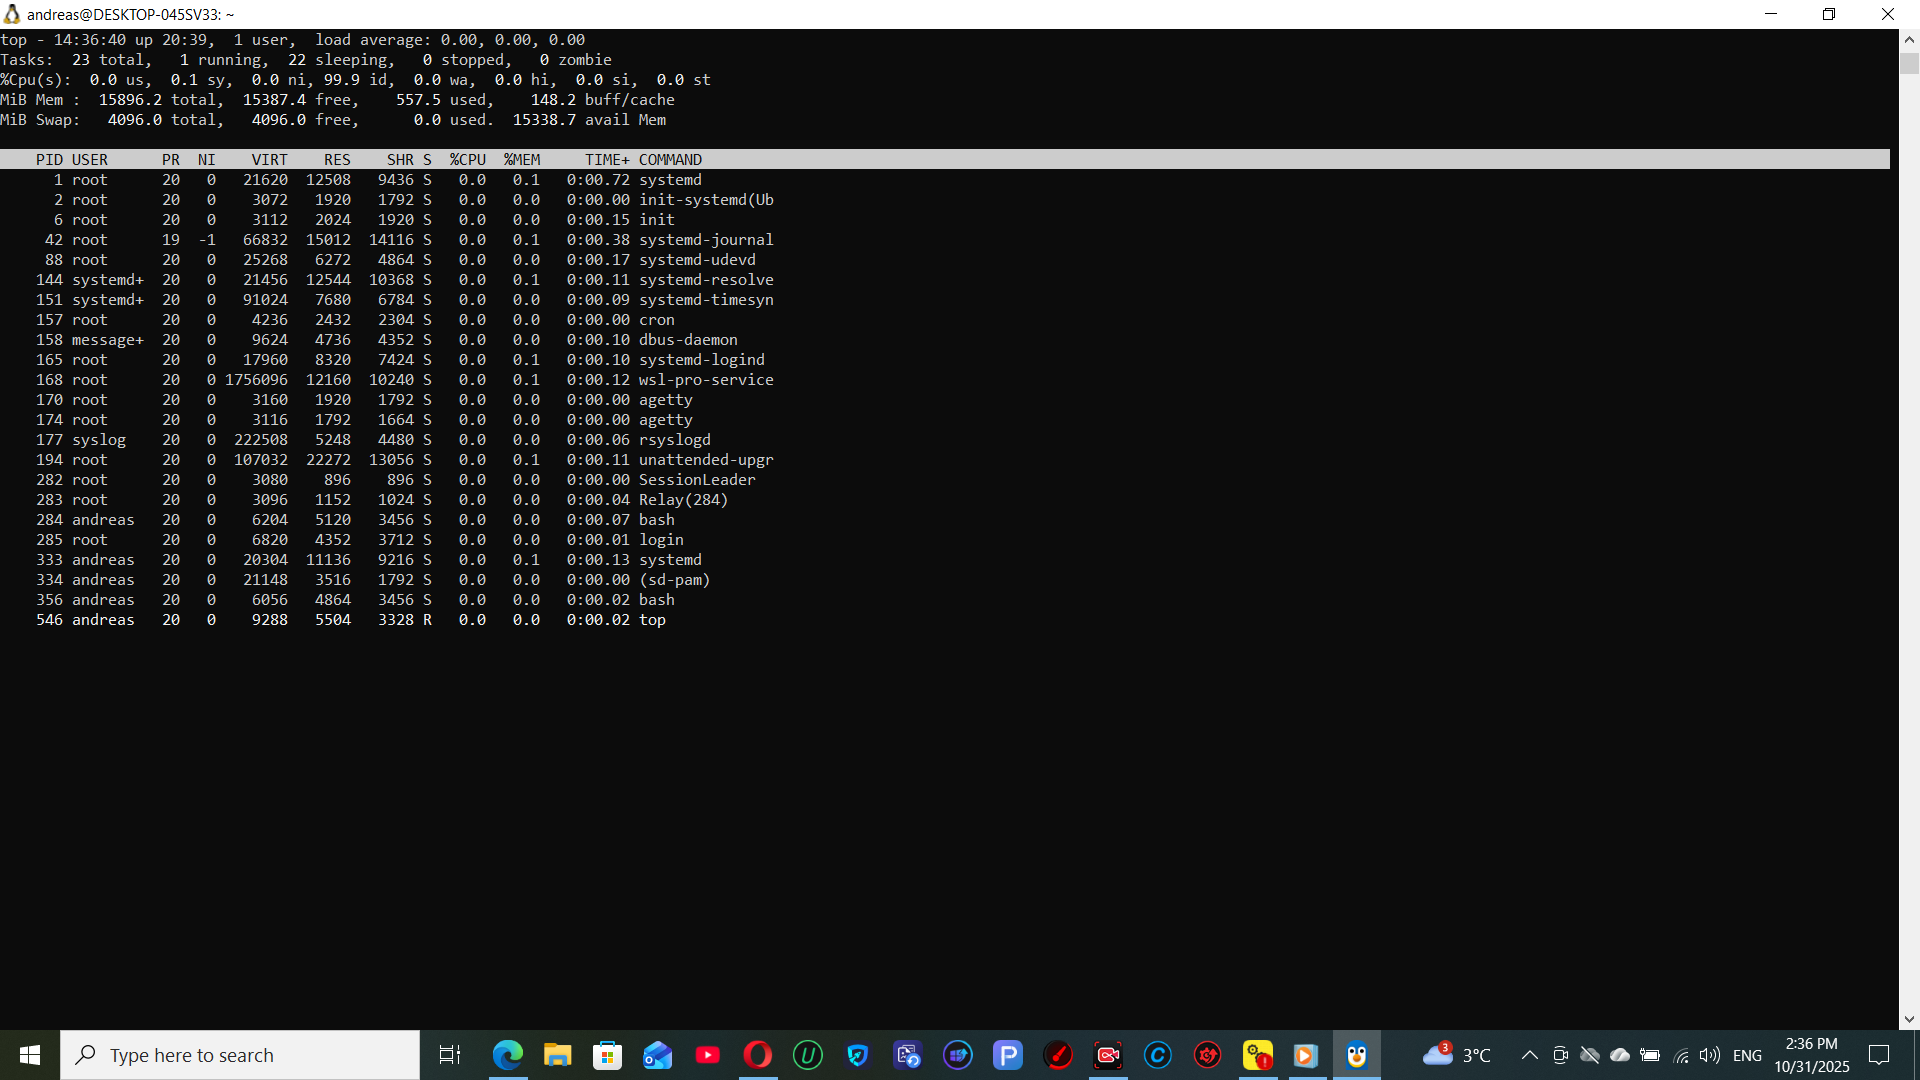 andreas@DESKTOP-045SV33: ~
top - 14:36:40 up 20:39,  1 user,  load average: 0.00, 0.00, 0.00
Tasks:  23 total,   1 running,  22 sleeping,   0 stopped,   0 zombie
%Cpu(s):  0.0 us,  0.1 sy,  0.0 ni, 99.9 id,  0.0 wa,  0.0 hi,  0.0 si,  0.0 st
MiB Mem :  15896.2 total,  15387.4 free,    557.5 used,    148.2 buff/cache
MiB Swap:   4096.0 total,   4096.0 free,      0.0 used.  15338.7 avail Mem
PID USER      PR  NI    VIRT    RES    SHR S  %CPU  %MEM     TIME+ COMMAND
1 root      20   0   21620  12508   9436 S   0.0   0.1   0:00.72 systemd
2 root      20   0    3072   1920   1792 S   0.0   0.0   0:00.00 init-systemd(Ub
6 root      20   0    3112   2024   1920 S   0.0   0.0   0:00.15 init
42 root      19  -1   66832  15012  14116 S   0.0   0.1   0:00.38 systemd-journal
88 root      20   0   25268   6272   4864 S   0.0   0.0   0:00.17 systemd-udevd
144 systemd+  20   0   21456  12544  10368 S   0.0   0.1   0:00.11 systemd-resolve
151 systemd+  20   0   91024   7680   6784 S   0.0   0.0   0:00.09 systemd-timesyn
157 root      20   0    4236   2432   2304 S   0.0   0.0   0:00.00 cron
158 message+  20   0    9624   4736   4352 S   0.0   0.0   0:00.10 dbus-daemon
165 root      20   0   17960   8320   7424 S   0.0   0.1   0:00.10 systemd-logind
168 root      20   0 1756096  12160  10240 S   0.0   0.1   0:00.12 wsl-pro-service
170 root      20   0    3160   1920   1792 S   0.0   0.0   0:00.00 agetty
174 root      20   0    3116   1792   1664 S   0.0   0.0   0:00.00 agetty
177 syslog    20   0  222508   5248   4480 S   0.0   0.0   0:00.06 rsyslogd
194 root      20   0  107032  22272  13056 S   0.0   0.1   0:00.11 unattended-upgr
282 root      20   0    3080    896    896 S   0.0   0.0   0:00.00 SessionLeader
283 root      20   0    3096   1152   1024 S   0.0   0.0   0:00.04 Relay(284)
284 andreas   20   0    6204   5120   3456 S   0.0   0.0   0:00.07 bash
285 root      20   0    6820   4352   3712 S   0.0   0.0   0:00.01 login
333 andreas   20   0   20304  11136   9216 S   0.0   0.1   0:00.13 systemd
334 andreas   20   0   21148   3516   1792 S   0.0   0.0   0:00.00 (sd-pam)
356 andreas   20   0    6056   4864   3456 S   0.0   0.0   0:00.02 bash
546 andreas   20   0    9288   5504   3328 R   0.0   0.0   0:00.02 top
Type here to search
3
3°C
ENG
2:36 PM
10/31/2025